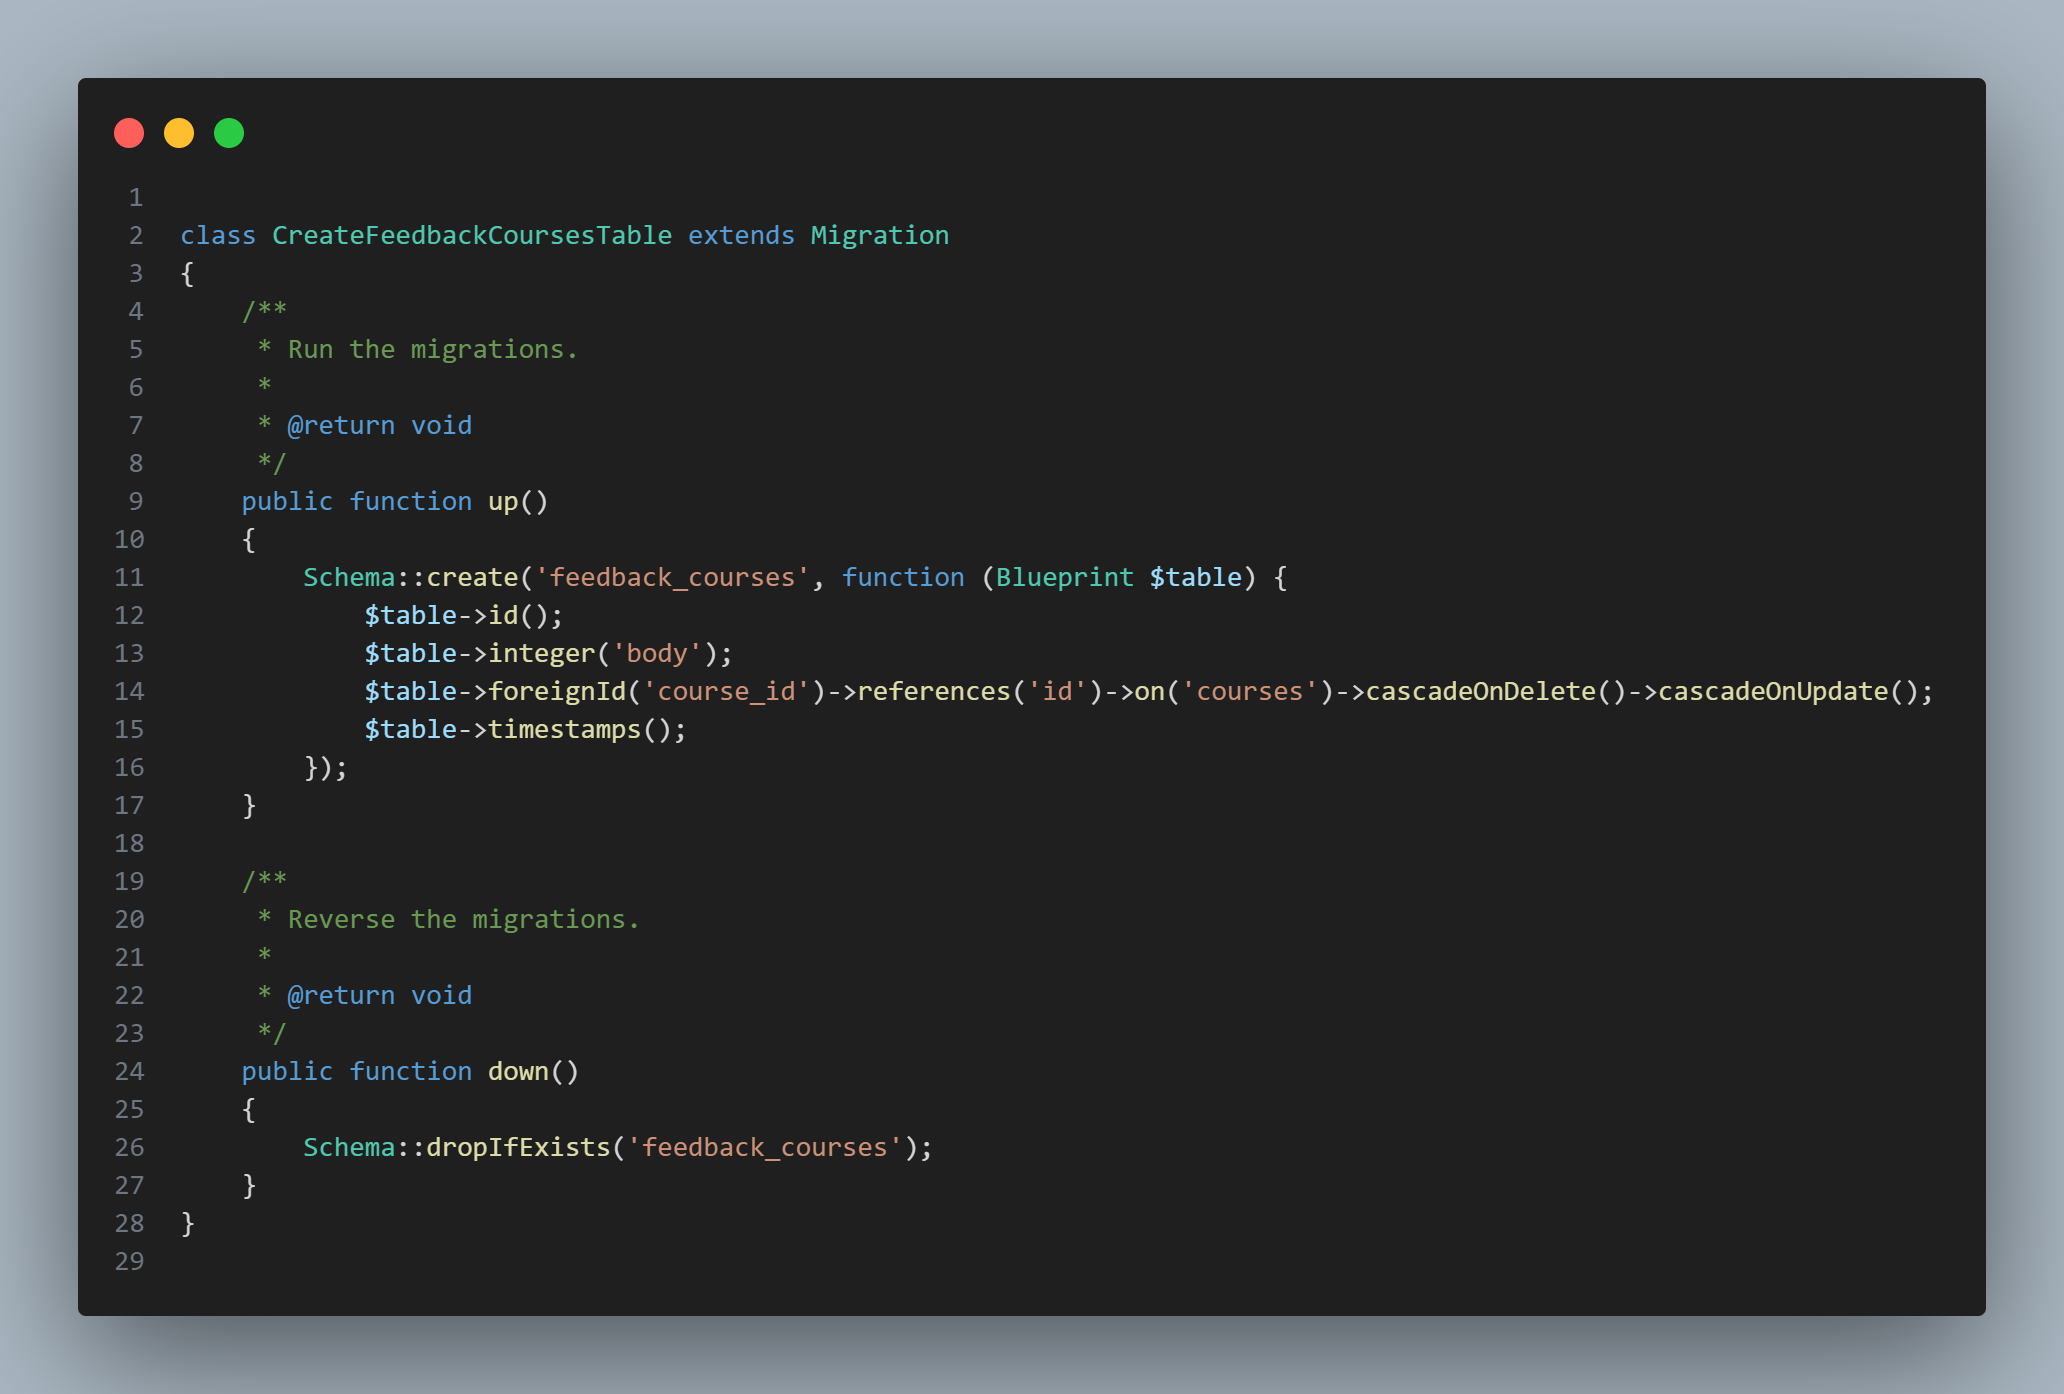 1
2 class CreateFeedbackCoursesTable extends Migration
3 {
4     /**
5      * Run the migrations.
6      *
7      * @return void
8      */
9     public function up()
10     {
11         Schema::create('feedback_courses', function (Blueprint $table) {
12             $table->id();
13             $table->integer('body');
14             $table->foreignId('course_id')->references('id')->on('courses')->cascadeOnDelete()->cascadeOnUpdate();
15             $table->timestamps();
16         });
17     }
18
19     /**
20      * Reverse the migrations.
21      *
22      * @return void
23      */
24     public function down()
25     {
26         Schema::dropIfExists('feedback_courses');
27     }
28 }
29